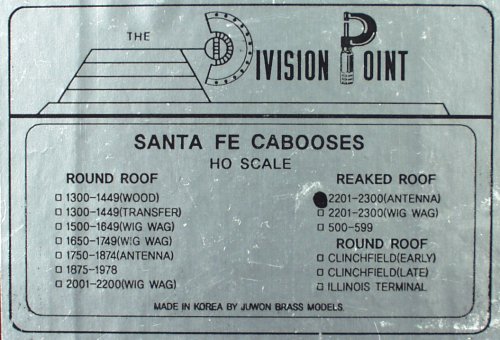 THE DIVISION POINT
SANTA FE CABOOSES
HO SCALE
ROUND ROOF
1300-1449(WOOD)
1300-1449(TRANSFER)
1500-1649(WIG WAG)
1650-1749(WIG WAG)
1750-1874(ANTENNA)
1875-1978
2001-2200(WIG WAG)
REAKED ROOF
2201-2300(ANTENNA)
2201-2300(WIG WAG)
500-599
ROUND ROOF
CLINCHFIELD(EARLY)
CLINCHFIELD(LATE)
ILLINOIS TERMINAL
MADE IN KOREA BY JUWON BRASS MODELS.